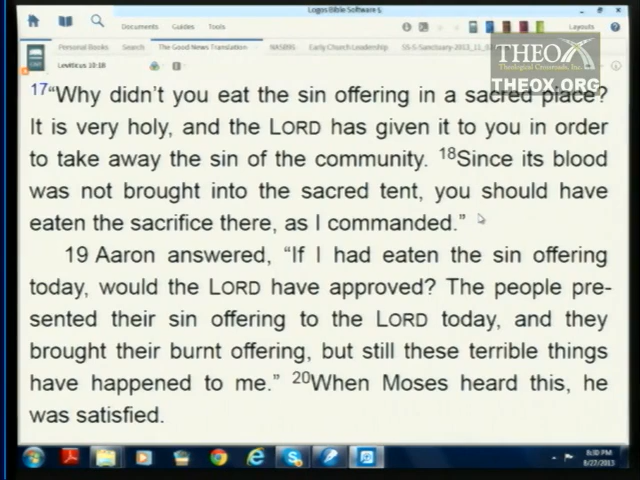 Logos Bible Software 5
Documents Guides Tools Layouts
Personal Books Search The Good News Translation NASB95 Early Church Leadership
Leviticus 10:18
THEOX
Theological Crossroads, Inc.
THEOX.ORG
17“Why didn’t you eat the sin offering in a sacred place?
It is very holy, and the LORD has given it to you in order
to take away the sin of the community. 18Since its blood
was not brought into the sacred tent, you should have
eaten the sacrifice there, as I commanded.”
19 Aaron answered, “If I had eaten the sin offering
today, would the LORD have approved? The people pre-
sented their sin offering to the LORD today, and they
brought their burnt offering, but still these terrible things
have happened to me.” 20When Moses heard this, he
was satisfied.
6:30 PM
8/27/2013